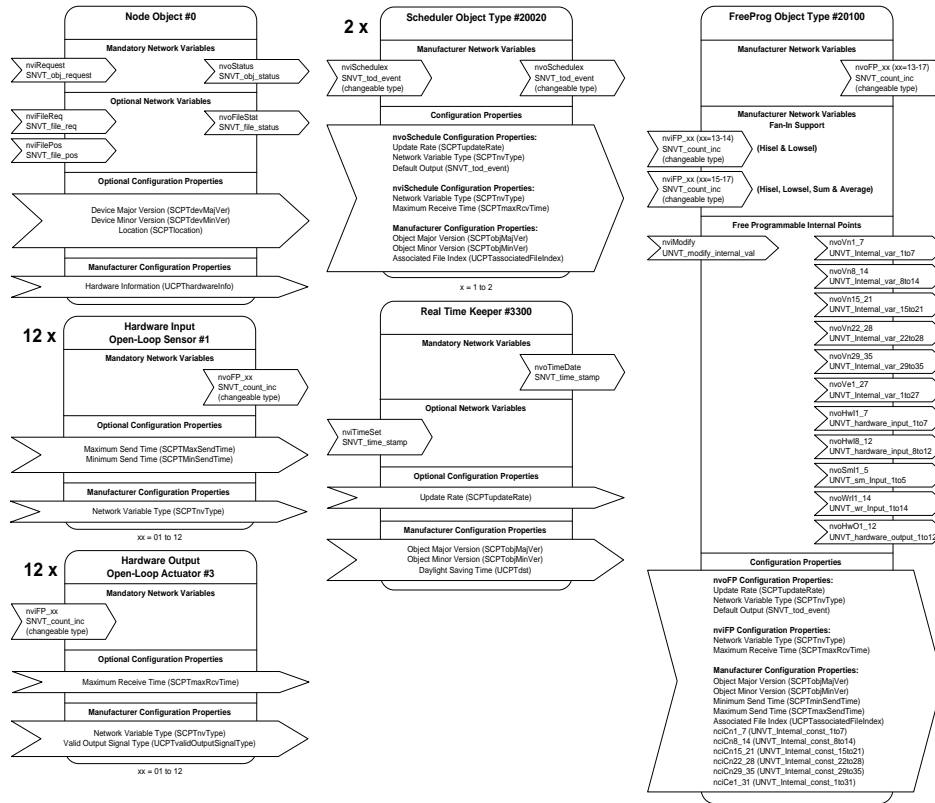 Node Object #0
Mandatory Network Variables
nviRequest
SNVT_obj_request
nvoStatus
SNVT_obj_status
Optional Network Variables
nviFileReq
SNVT_file_req
nvoFileStat
SNVT_file_status
nviFilePos
SNVT_file_pos
Optional Configuration Properties
Device Major Version (SCPTdevMajVer)
Device Minor Version (SCPTdevMinVer)
Location (SCPTlocation)
Manufacturer Configuration Properties
Hardware Information (UCPThardwareInfo)
12 x
Hardware Input
Open-Loop Sensor #1
Mandatory Network Variables
nvoFP_xx
SNVT_count_inc
(changeable type)
Optional Configuration Properties
Maximum Send Time (SCPTMaxSendTime)
Minimum Send Time (SCPTMinSendTime)
Manufacturer Configuration Properties
Network Variable Type (SCPTnvType)
xx = 01 to 12
12 x
Hardware Output
Open-Loop Actuator #3
Mandatory Network Variables
nviFP_xx
SNVT_count_inc
(changeable type)
Optional Configuration Properties
Maximum Receive Time (SCPTmaxRcvTime)
Manufacturer Configuration Properties
Network Variable Type (SCPTnvType)
Valid Output Signal Type (UCPTvalidOutputSignalType)
xx = 01 to 12
2 x
Scheduler Object Type #20020
Manufacturer Network Variables
nviSchedulex
SNVT_tod_event
(changeable type)
nvoSchedulex
SNVT_tod_event
(changeable type)
Configuration Properties
nvoSchedule Configuration Properties:
Update Rate (SCPTupdateRate)
Network Variable Type (SCPTnvType)
Default Output (SNVT_tod_event)
nviSchedule Configuration Properties:
Network Variable Type (SCPTnvType)
Maximum Receive Time (SCPTmaxRcvTime)
Manufacturer Configuration Properties:
Object Major Version (SCPTobjMajVer)
Object Minor Version (SCPTobjMinVer)
Associated File Index (UCPTassociatedFileIndex)
x = 1 to 2
Real Time Keeper #3300
Mandatory Network Variables
nvoTimeDate
SNVT_time_stamp
Optional Network Variables
nviTimeSet
SNVT_time_stamp
Optional Configuration Properties
Update Rate (SCPTupdateRate)
Manufacturer Configuration Properties
Object Major Version (SCPTobjMajVer)
Object Minor Version (SCPTobjMinVer)
Daylight Saving Time (UCPTdst)
FreeProg Object Type #20100
Manufacturer Network Variables
nvoFP_xx (xx=13-17)
SNVT_count_inc
(changeable type)
Manufacturer Network Variables
Fan-In Support
nviFP_xx (xx=13-14)
SNVT_count_inc
(changeable type)
(Hisel & Lowsel)
nviFP_xx (xx=15-17)
SNVT_count_inc
(changeable type)
(Hisel, Lowsel, Sum & Average)
Free Programmable Internal Points
nviModify
UNVT_modify_internal_val
nvoVn1_7
UNVT_Internal_var_1to7
nvoVn8_14
UNVT_Internal_var_8to14
nvoVn15_21
UNVT_Internal_var_15to21
nvoVn22_28
UNVT_Internal_var_22to28
nvoVn29_35
UNVT_Internal_var_29to35
nvoVe1_27
UNVT_Internal_var_1to27
nvoHwI1_7
UNVT_hardware_input_1to7
nvoHwI8_12
UNVT_hardware_input_8to12
nvoSmI1_5
UNVT_sm_Input_1to5
nvoWrI1_14
UNVT_wr_Input_1to14
nvoHwO1_12
UNVT_hardware_output_1to12
Configuration Properties
nvoFP Configuration Properties:
Update Rate (SCPTupdateRate)
Network Variable Type (SCPTnvType)
Default Output (SNVT_tod_event)
nviFP Configuration Properties:
Network Variable Type (SCPTnvType)
Maximum Receive Time (SCPTmaxRcvTime)
Manufacturer Configuration Properties:
Object Major Version (SCPTobjMajVer)
Object Minor Version (SCPTobjMinVer)
Minimum Send Time (SCPTminSendTime)
Maximum Send Time (SCPTmaxSendTime)
Associated File Index (UCPTassociatedFileIndex)
nciCn1_7 (UNVT_Internal_const_1to7)
nciCn8_14 (UNVT_Internal_const_8to14)
nciCn15_21 (UNVT_Internal_const_15to21)
nciCn22_28 (UNVT_Internal_const_22to28)
nciCn29_35 (UNVT_Internal_const_29to35)
nciCe1_31 (UNVT_Internal_const_1to31)